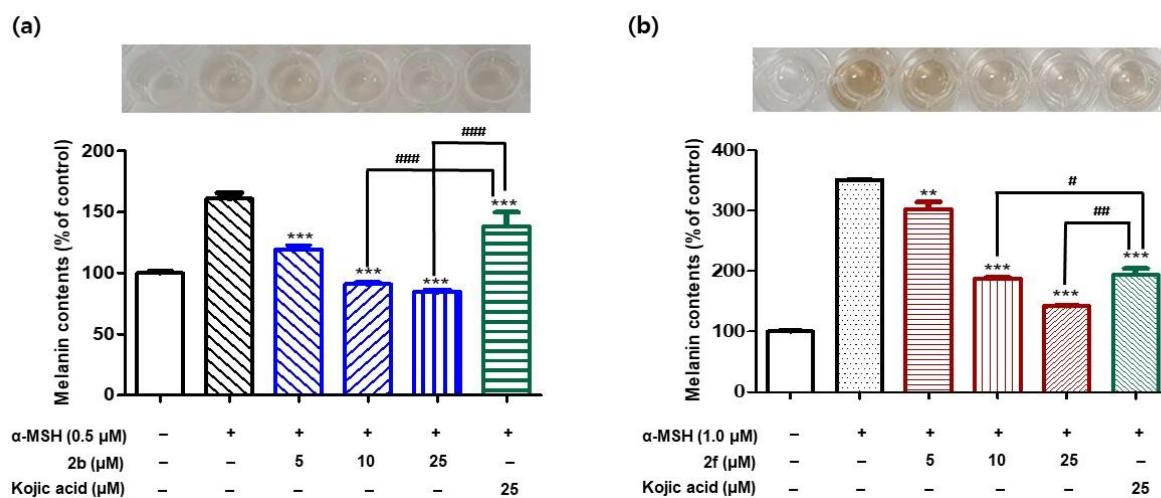 (a)
(b)
Melanin contents (% of control)
200
150
100
50
0
***
***
***
***
###
###
α-MSH (0.5 µM) – + + + + +
2b (µM) – – 5 10 25 –
Kojic acid (µM) – – – – – 25
Melanin contents (% of control)
400
300
200
100
0
**
***
***
***
#
##
α-MSH (1.0 µM) – + + + + +
2f (µM) – – 5 10 25 –
Kojic acid (µM) – – – – – 25